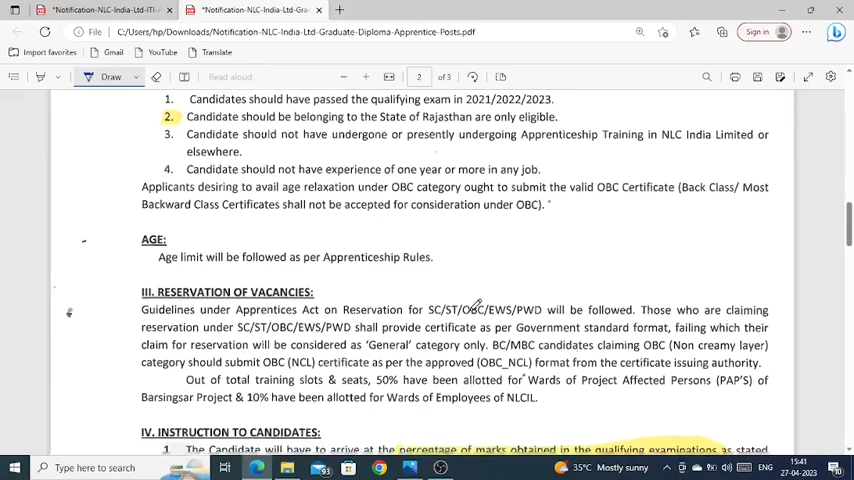 *Notification-NLC-India-Ltd-ITI-A
*Notification-NLC-India-Ltd-Grad
File
C:/Users/hp/Downloads/Notification-NLC-India-Ltd-Graduate-Diploma-Apprentice-Posts.pdf
Sign in
Import favorites
Gmail
YouTube
Translate
Draw
Read aloud
2 of 3
1. Candidates should have passed the qualifying exam in 2021/2022/2023.
2. Candidate should be belonging to the State of Rajasthan are only eligible.
3. Candidate should not have undergone or presently undergoing Apprenticeship Training in NLC India Limited or
elsewhere.
4. Candidate should not have experience of one year or more in any job.
Applicants desiring to avail age relaxation under OBC category ought to submit the valid OBC Certificate (Back Class/ Most
Backward Class Certificates shall not be accepted for consideration under OBC).
AGE:
Age limit will be followed as per Apprenticeship Rules.
III. RESERVATION OF VACANCIES:
Guidelines under Apprentices Act on Reservation for SC/ST/OBC/EWS/PWD will be followed. Those who are claiming
reservation under SC/ST/OBC/EWS/PWD shall provide certificate as per Government standard format, failing which their
claim for reservation will be considered as ‘General’ category only. BC/MBC candidates claiming OBC (Non creamy layer)
category should submit OBC (NCL) certificate as per the approved (OBC_NCL) format from the certificate issuing authority.
Out of total training slots & seats, 50% have been allotted for Wards of Project Affected Persons (PAP’S) of
Barsingsar Project & 10% have been allotted for Wards of Employees of NLCIL.
IV. INSTRUCTION TO CANDIDATES:
1 The Candidate will have to arrive at the percentage of marks obtained in the qualifying examinations as stated
Type here to search
93
35°C Mostly sunny
ENG
15:41
27-04-2023
10